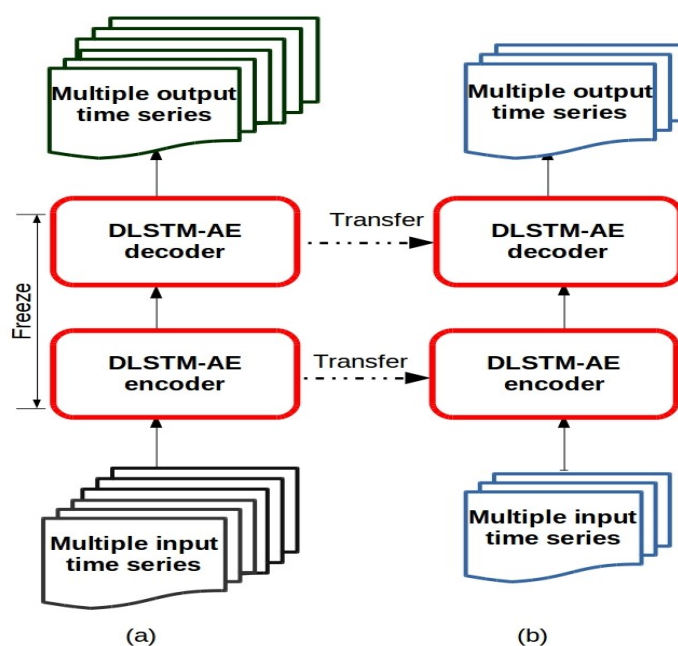 Multiple output
time series
Multiple output
time series
DLSTM-AE
decoder
Transfer
DLSTM-AE
decoder
Freeze
DLSTM-AE
encoder
Transfer
DLSTM-AE
encoder
Multiple input
time series
Multiple input
time series
(a)
(b)